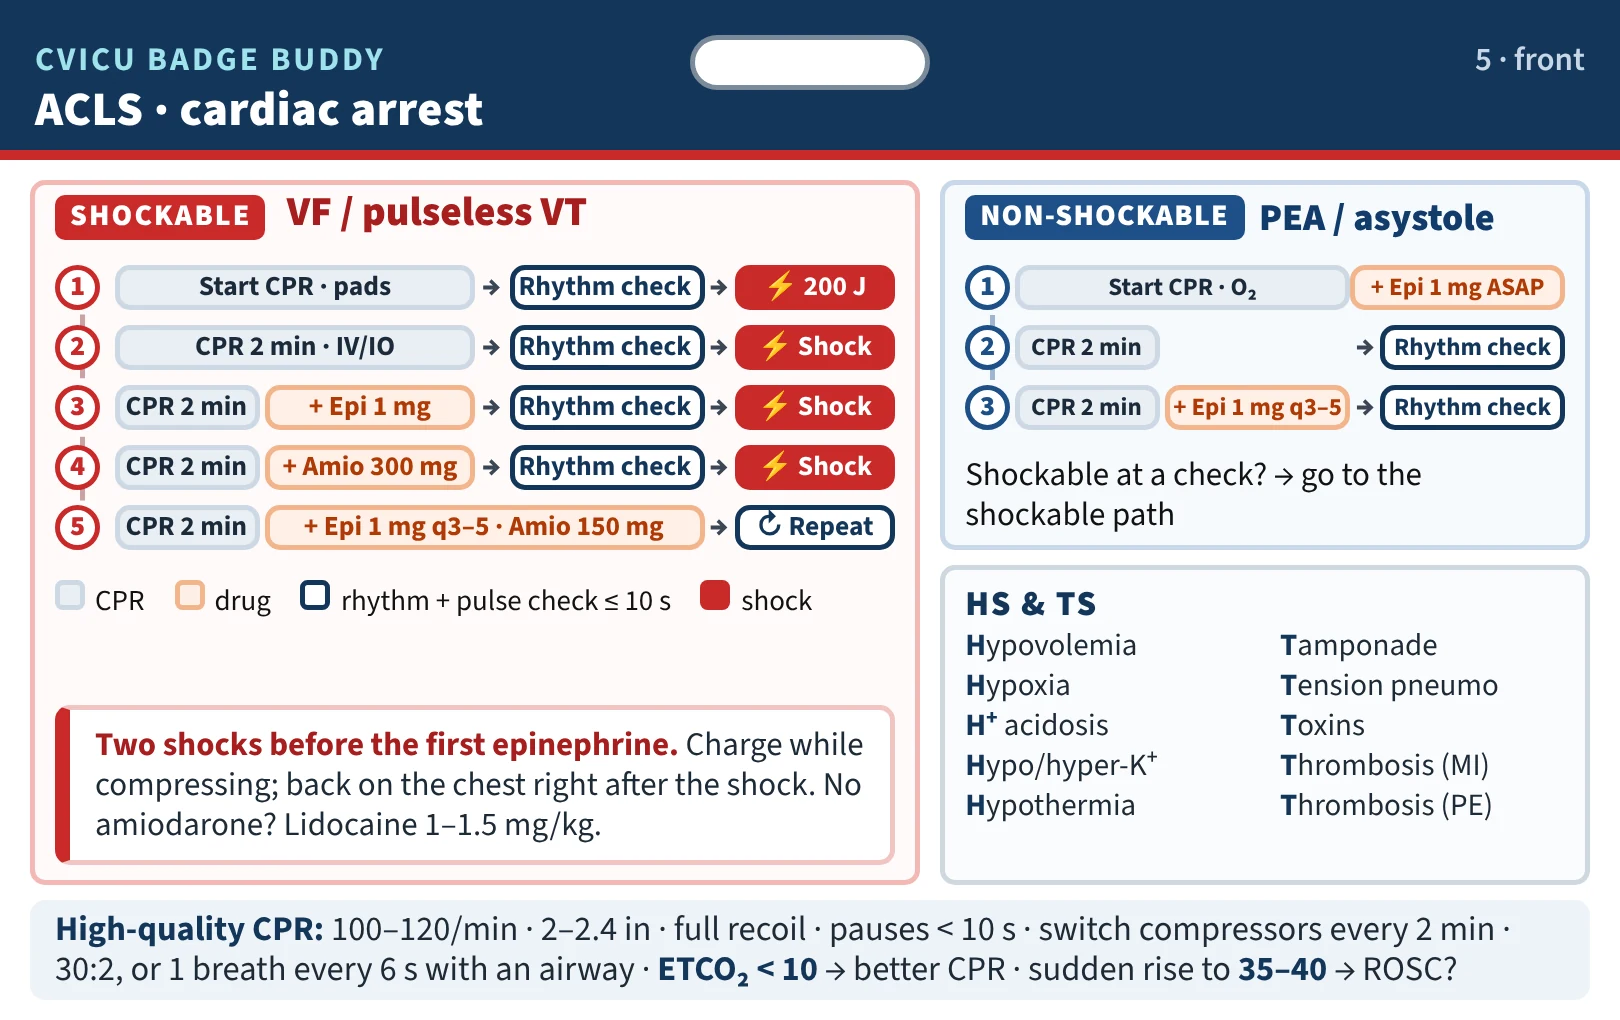 CVICU BADGE BUDDY
ACLS · cardiac arrest
5 · front
SHOCKABLE VF / pulseless VT
1 Start CPR · pads → Rhythm check → ⚡ 200 J
2 CPR 2 min · IV/IO → Rhythm check → ⚡ Shock
3 CPR 2 min + Epi 1 mg → Rhythm check → ⚡ Shock
4 CPR 2 min + Amio 300 mg → Rhythm check → ⚡ Shock
5 CPR 2 min + Epi 1 mg q3–5 · Amio 150 mg → ↻ Repeat
CPR drug rhythm + pulse check ≤ 10 s shock
Two shocks before the first epinephrine. Charge while
compressing; back on the chest right after the shock. No
amiodarone? Lidocaine 1–1.5 mg/kg.
NON-SHOCKABLE PEA / asystole
1 Start CPR · O₂ + Epi 1 mg ASAP
2 CPR 2 min → Rhythm check
3 CPR 2 min + Epi 1 mg q3–5 → Rhythm check
Shockable at a check? → go to the
shockable path
HS & TS
Hypovolemia Tamponade
Hypoxia Tension pneumo
H⁺ acidosis Toxins
Hypo/hyper-K⁺ Thrombosis (MI)
Hypothermia Thrombosis (PE)
High-quality CPR: 100–120/min · 2–2.4 in · full recoil · pauses < 10 s · switch compressors every 2 min ·
30:2, or 1 breath every 6 s with an airway · ETCO₂ < 10 → better CPR · sudden rise to 35–40 → ROSC?